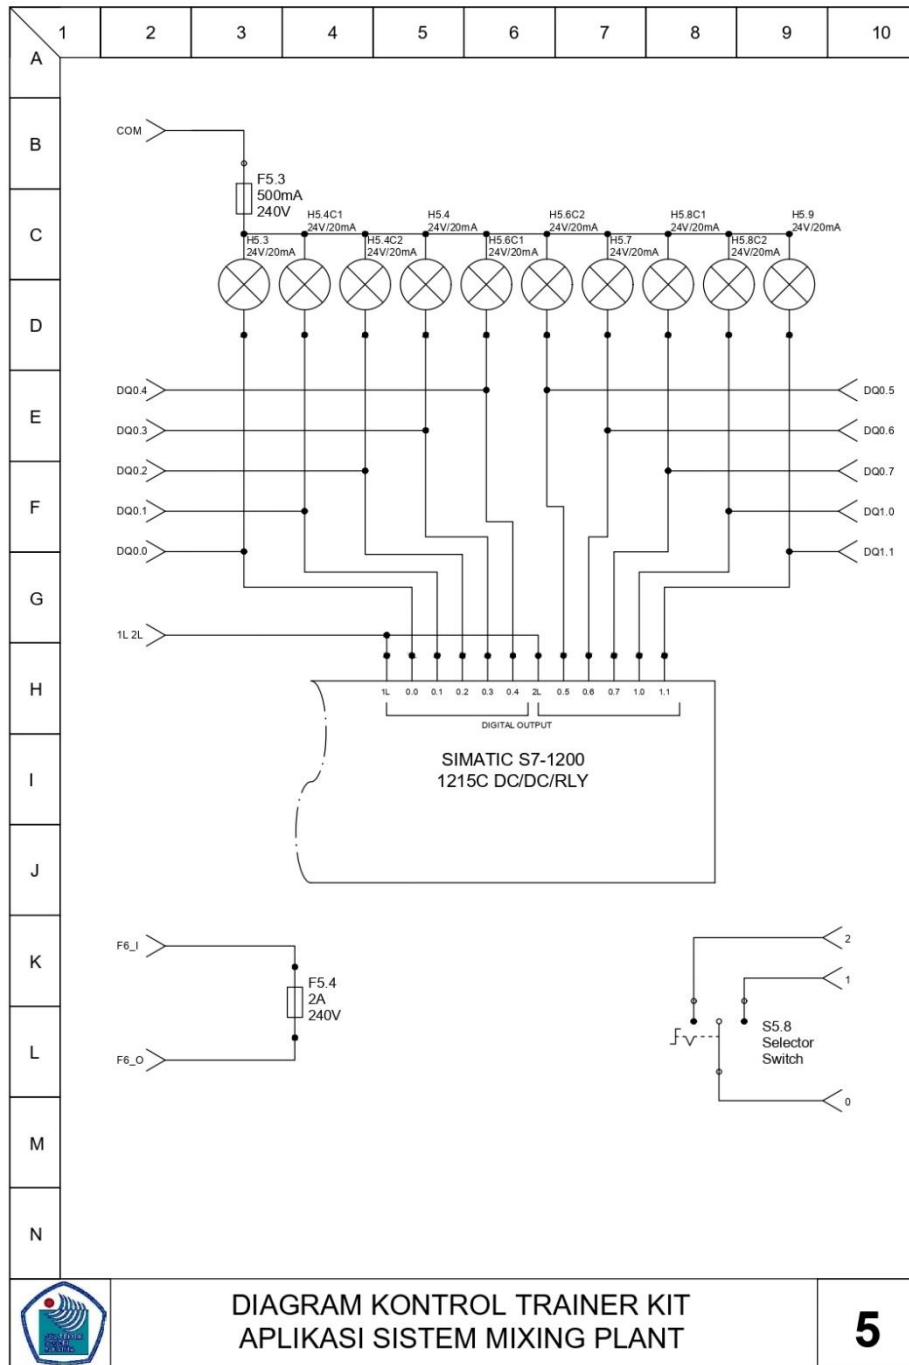 1 2 3 4 5 6 7 8 9 10
A
B
C
D
E
F
G
H
I
J
K
L
M
N
COM
F5.3
500mA
240V
H5.3
24V/20mA
H5.4C1
24V/20mA
H5.4C2
24V/20mA
H5.4
24V/20mA
H5.6C1
24V/20mA
H5.6C2
24V/20mA
H5.7
24V/20mA
H5.8C1
24V/20mA
H5.8C2
24V/20mA
H5.9
24V/20mA
DQ0.4
DQ0.3
DQ0.2
DQ0.1
DQ0.0
DQ0.5
DQ0.6
DQ0.7
DQ1.0
DQ1.1
1L 2L
1L 0.0 0.1 0.2 0.3 0.4 2L 0.5 0.6 0.7 1.0 1.1
DIGITAL OUTPUT
SIMATIC S7-1200
1215C DC/DC/RLY
F6_I
F5.4
2A
240V
F6_O
2
1
S5.8
Selector
Switch
0
DIAGRAM KONTROL TRAINER KIT
APLIKASI SISTEM MIXING PLANT
5